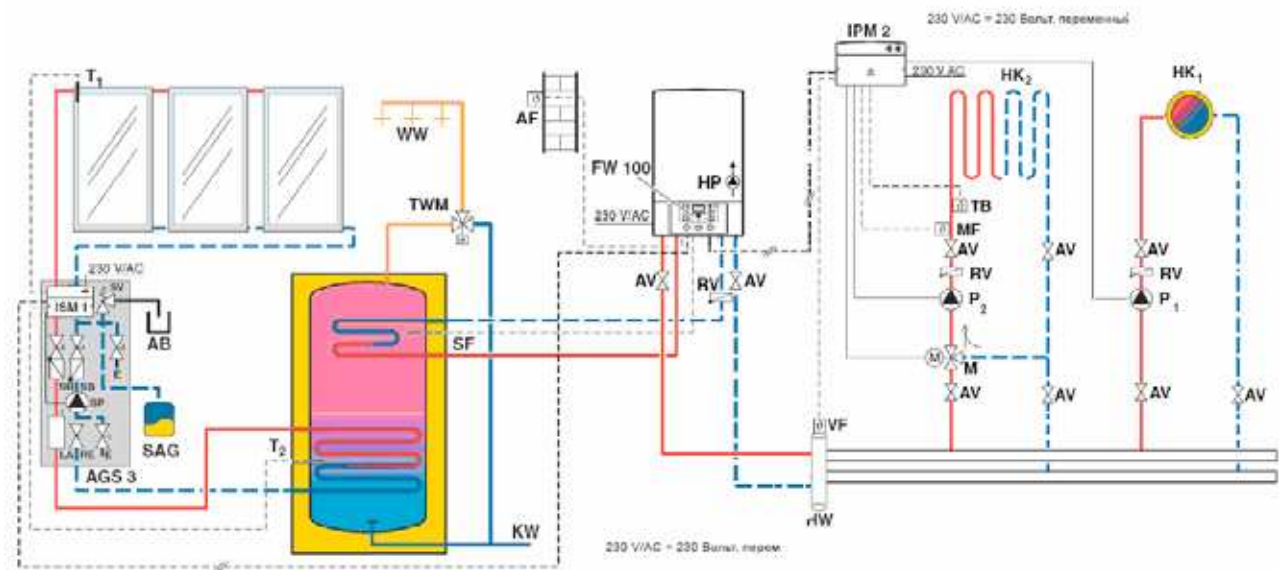 230 V/AC = 230 Вольт, переменный
IPM 2
230 V AC
HK2
HK1
T1
WW
AF
FW 100
HP
230 V/AC
TWM
TB
MF
AV
AV
AV
RV
RV
P2
P1
230 V/AC
SV
ISM 1
AB
AV
RV
AV
SF
E
M
M
AV
AV
AV
AV
SP
SAG
T2
VF
AGS 3
KW
HW
230 V/AC = 230 Вольт, перем